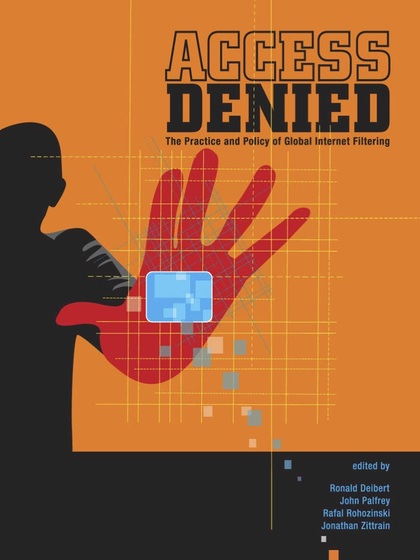 ACCESS
DENIED
The Practice and Policy of Global Internet Filtering
edited by
Ronald Deibert
John Palfrey
Rafal Rohozinski
Jonathan Zittrain